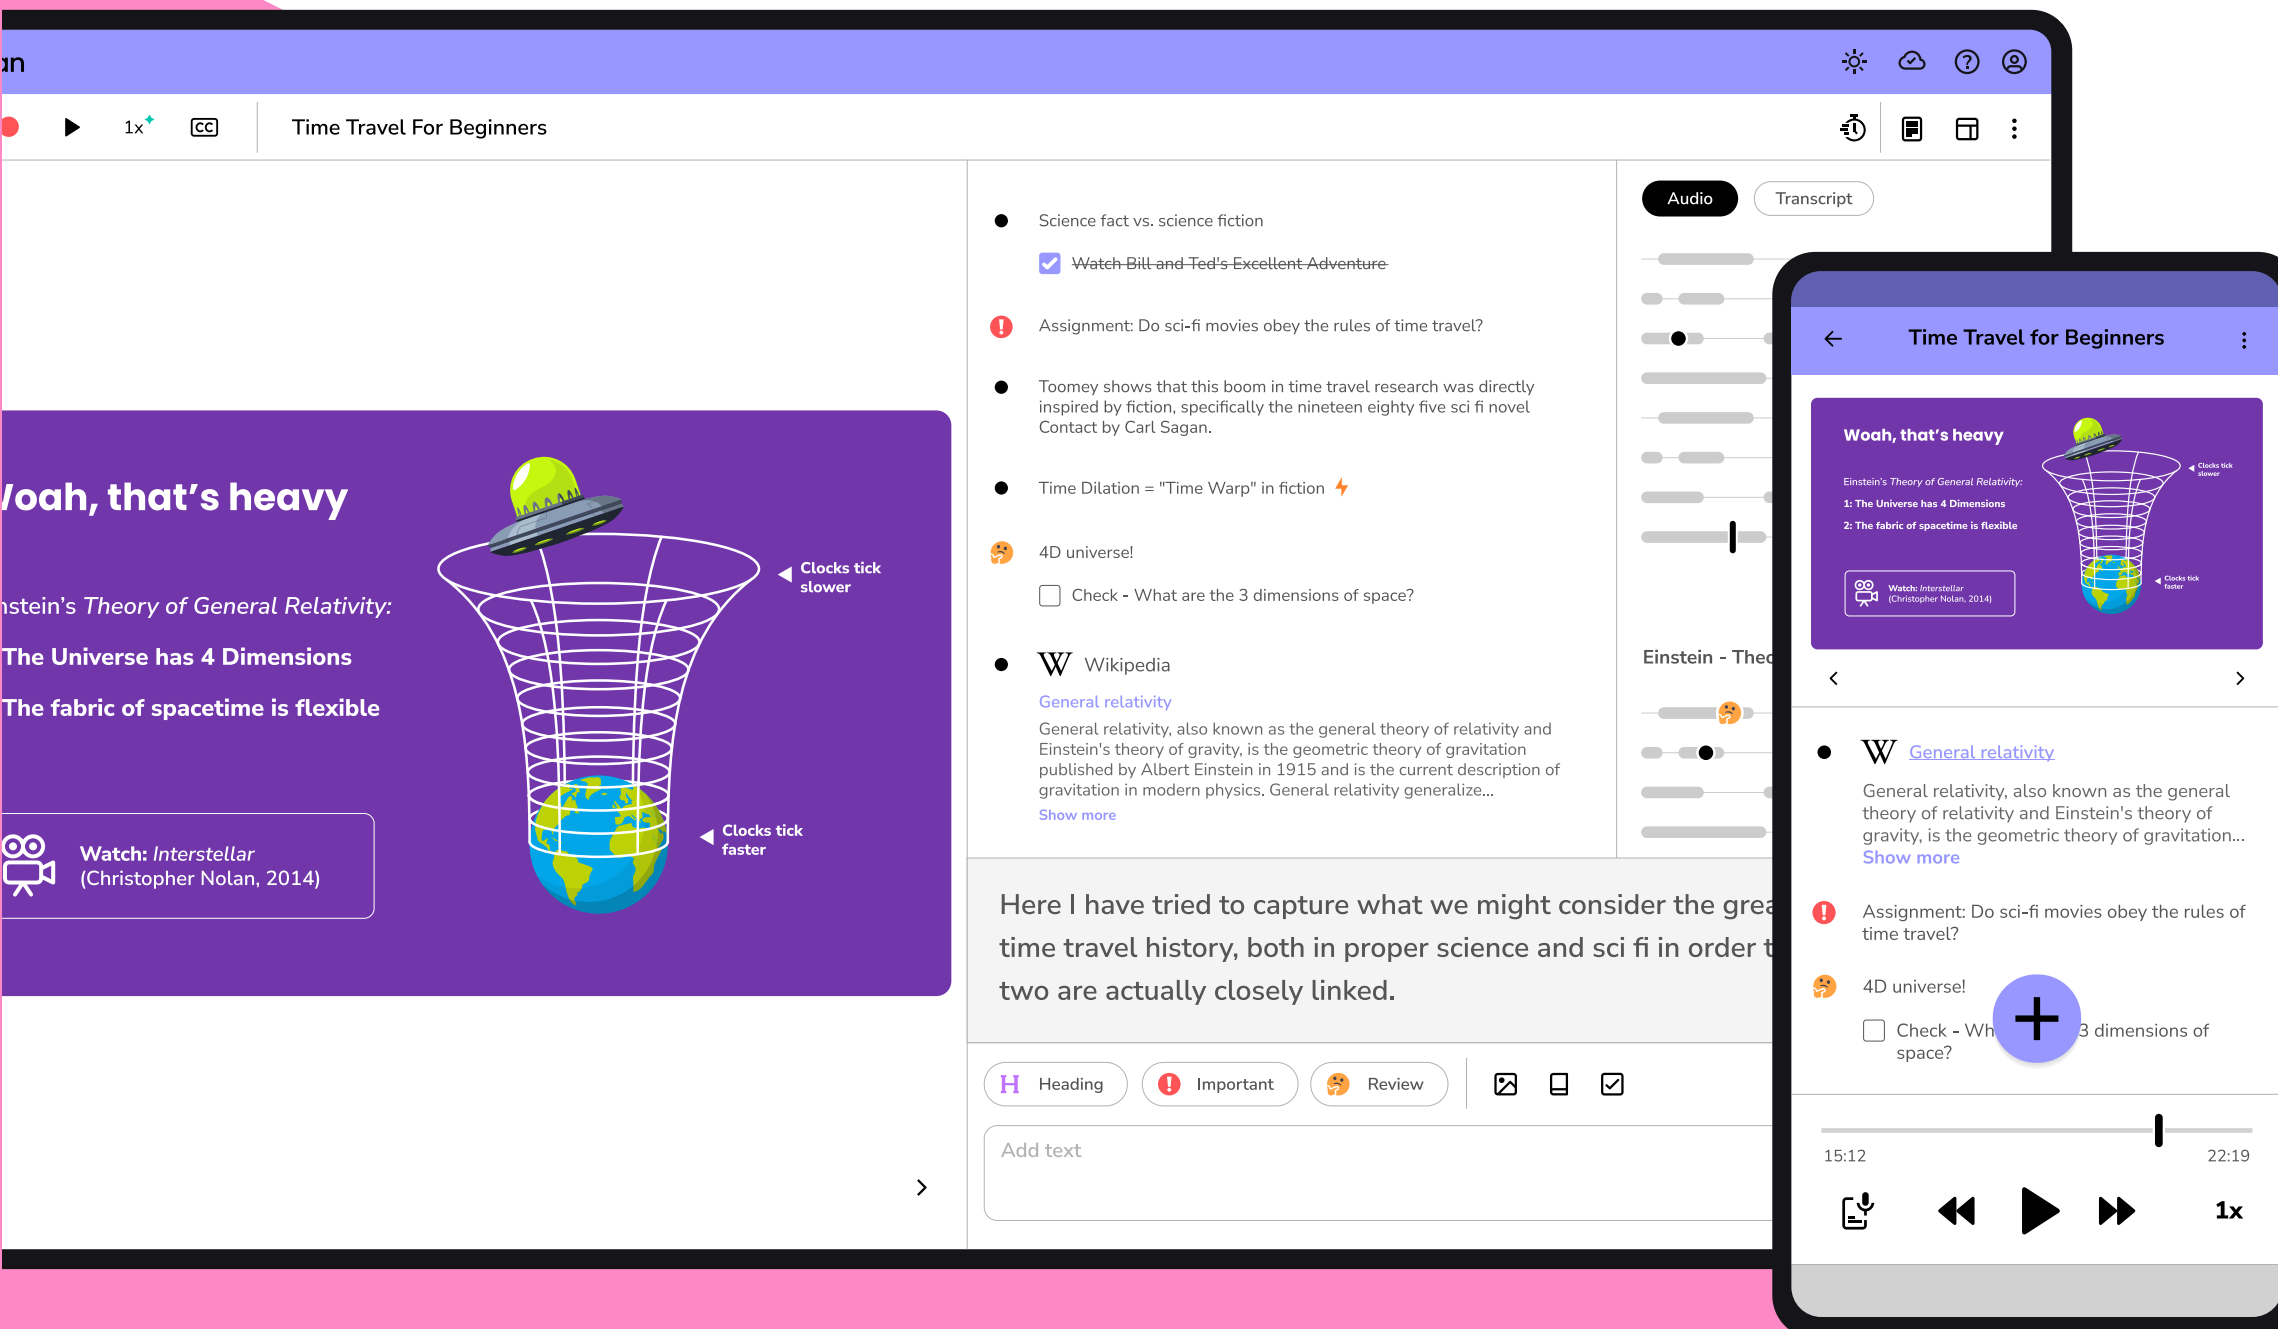 1x
CC
Time Travel For Beginners
Woah, that's heavy
Theory of General Relativity:
The Universe has 4 Dimensions
The fabric of spacetime is flexible
Watch: Interstellar
(Christopher Nolan, 2014)
Clocks tick
slower
Clocks tick
faster
Science fact vs. science fiction
Watch Bill and Ted's Excellent Adventure
Assignment: Do sci-fi movies obey the rules of time travel?
Toomey shows that this boom in time travel research was directly
inspired by fiction, specifically the nineteen eighty five sci fi novel
Contact by Carl Sagan.
Time Dilation = "Time Warp" in fiction
4D universe!
Check - What are the 3 dimensions of space?
W Wikipedia
General relativity
General relativity, also known as the general theory of relativity and
Einstein's theory of gravity, is the geometric theory of gravitation
published by Albert Einstein in 1915 and is the current description of
gravitation in modern physics. General relativity generalize...
Show more
Here I have tried to capture what we might consider the
time travel history, both in proper science and sci fi in order
two are actually closely linked.
H Heading
Important
Review
Add text
Audio
Transcript
Einstein -
Time Travel for Beginners
Woah, that's heavy
Einstein's Theory of General Relativity:
1: The Universe has 4 Dimensions
2: The fabric of spacetime is flexible
Watch: Interstellar
(Christopher Nolan, 2014)
Clocks tick
slower
Clocks tick
faster
W General relativity
General relativity, also known as the general
theory of relativity and Einstein's theory of
gravity, is the geometric theory of gravitation...
Show more
Assignment: Do sci-fi movies obey the rules of
time travel?
4D universe!
Check - 3 dimensions of
space?
15:12
22:19
1x